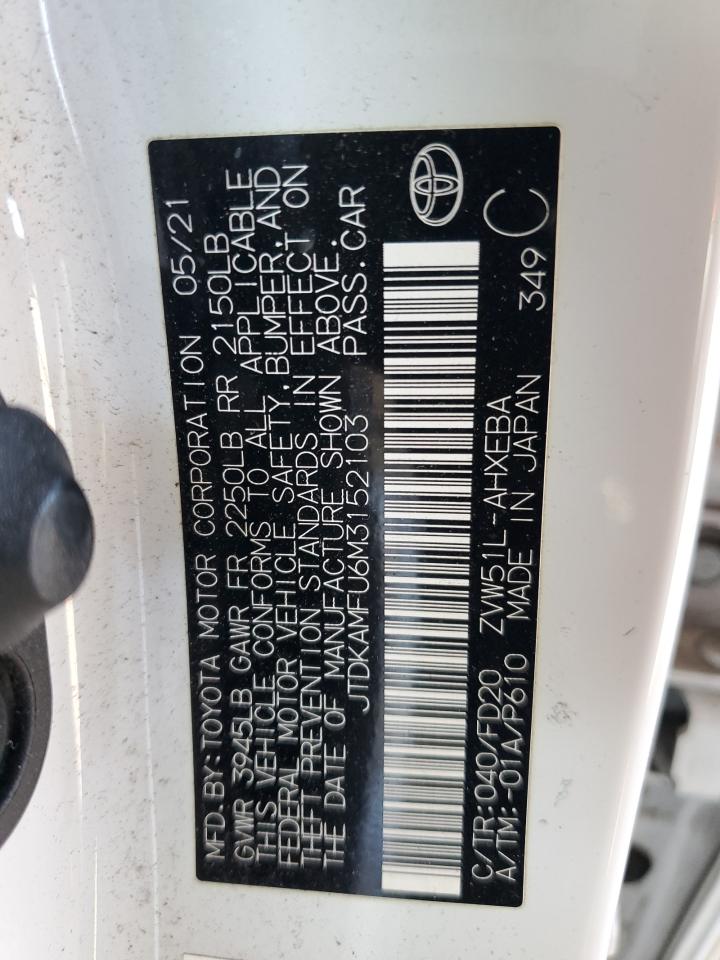 MFD.BY:TOYOTA MOTOR CORPORATION 05/21
GVWR 3945LB GAWR FR 2250LB RR 2150LB
THIS VEHICLE CONFORMS TO ALL APPLICABLE
FEDERAL MOTOR VEHICLE SAFETY,BUMPER,AND
THEFT PREVENTION STANDARDS IN EFFECT ON
THE DATE OF MANUFACTURE SHOWN ABOVE.
JTDKAMFU6M3152103 PASS.CAR
C/TR:040/FD20 ZVW51L-AHXEBA
A/TM:-01A/P610 MADE IN JAPAN 349 C